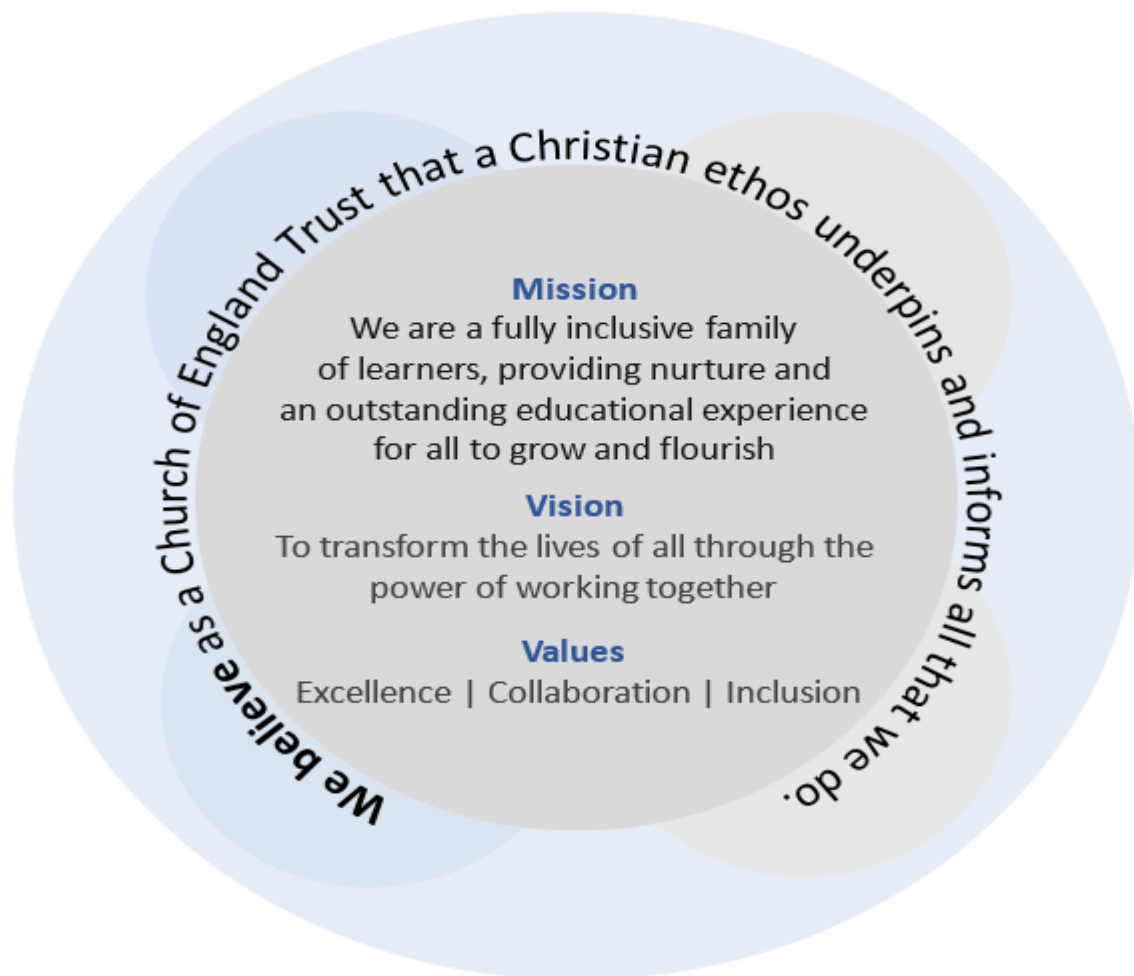 We believe as a Church of England Trust that a Christian ethos underpins and informs all that we do.
Mission
We are a fully inclusive family
of learners, providing nurture and
an outstanding educational experience
for all to grow and flourish
Vision
To transform the lives of all through the
power of working together
Values
Excellence | Collaboration | Inclusion